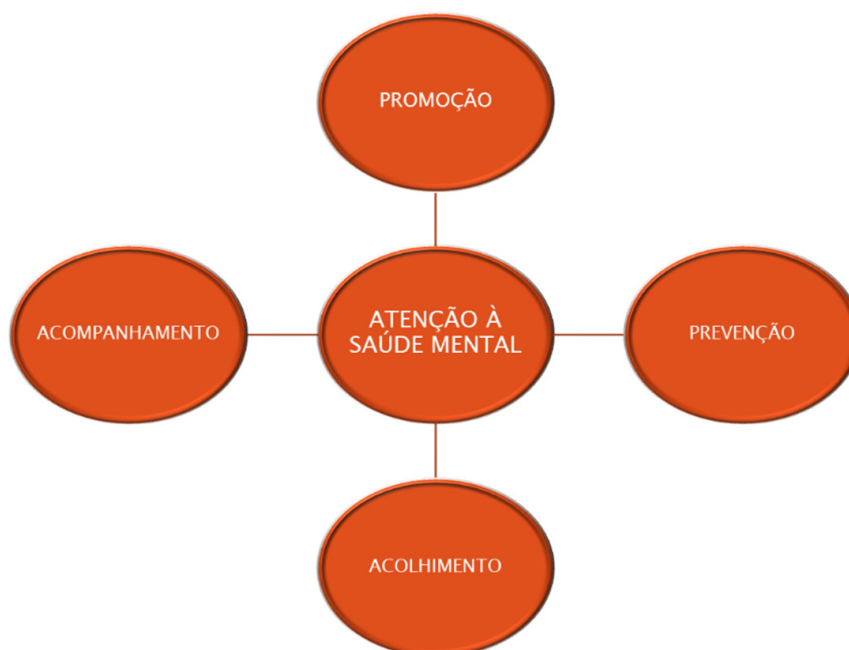 PROMOÇÃO
ACOMPANHAMENTO
ATENÇÃO À
SAÚDE MENTAL
PREVENÇÃO
ACOLHIMENTO